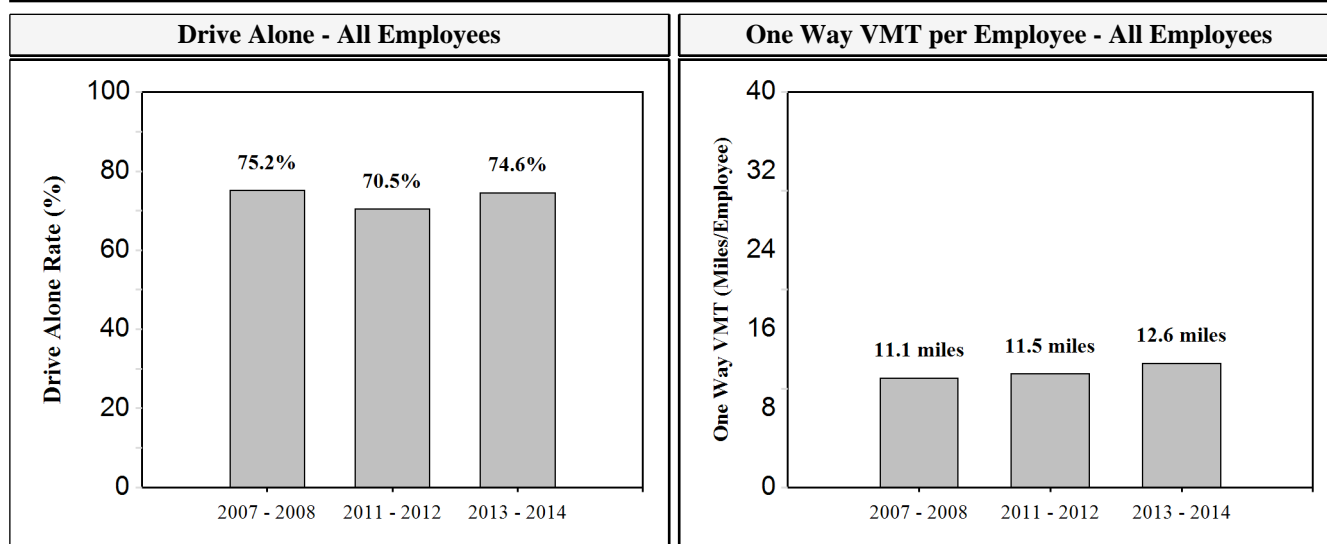 Drive Alone - All Employees
One Way VMT per Employee - All Employees
Drive Alone Rate (%)
100
80
60
40
20
0
75.2%
70.5%
74.6%
2007 - 2008
2011 - 2012
2013 - 2014
One Way VMT (Miles/Employee)
40
32
24
16
8
0
11.1 miles
11.5 miles
12.6 miles
2007 - 2008
2011 - 2012
2013 - 2014